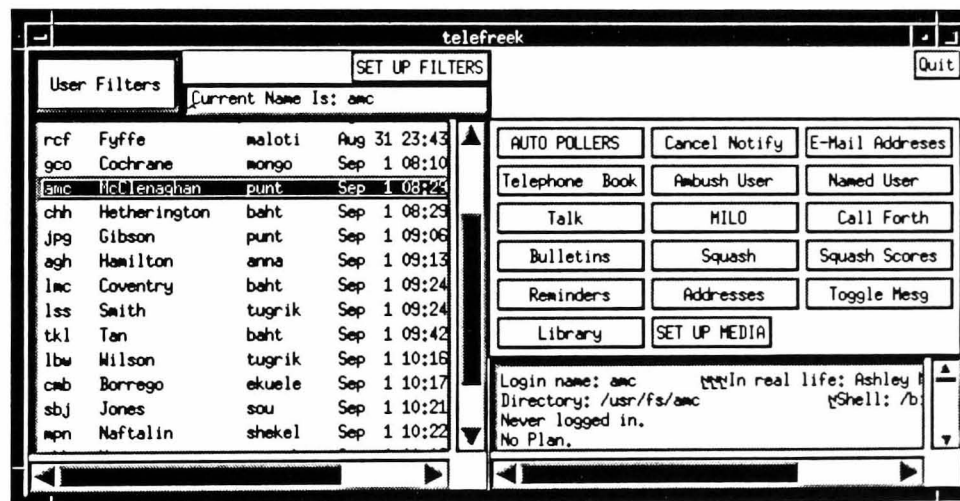 telefreek
User Filters
SET UP FILTERS
Quit
Current Name Is: amc
rcf Fyffe maloti Aug 31 23:43
gco Cochrane mongo Sep 1 08:10
amc McClenaghan punt Sep 1 08:29
chh Hetherington baht Sep 1 08:29
jpg Gibson punt Sep 1 09:06
agh Hamilton anna Sep 1 09:13
lmc Coventry baht Sep 1 09:24
lss Smith tugrik Sep 1 09:24
tkl Tan baht Sep 1 09:42
lbw Wilson tugrik Sep 1 10:16
cmb Borrego ekuele Sep 1 10:17
sbj Jones sou Sep 1 10:21
mpn Naftalin shekel Sep 1 10:22
AUTO POLLERS Cancel Notify E-Mail Addreses
Telephone Book Ambush User Named User
Talk MILO Call Forth
Bulletins Squash Squash Scores
Reminders Addresses Toggle Mesg
Library SET UP MEDIA
Login name: amc In real life: Ashley
Directory: /usr/fs/amc Shell: /b
Never logged in.
No Plan.